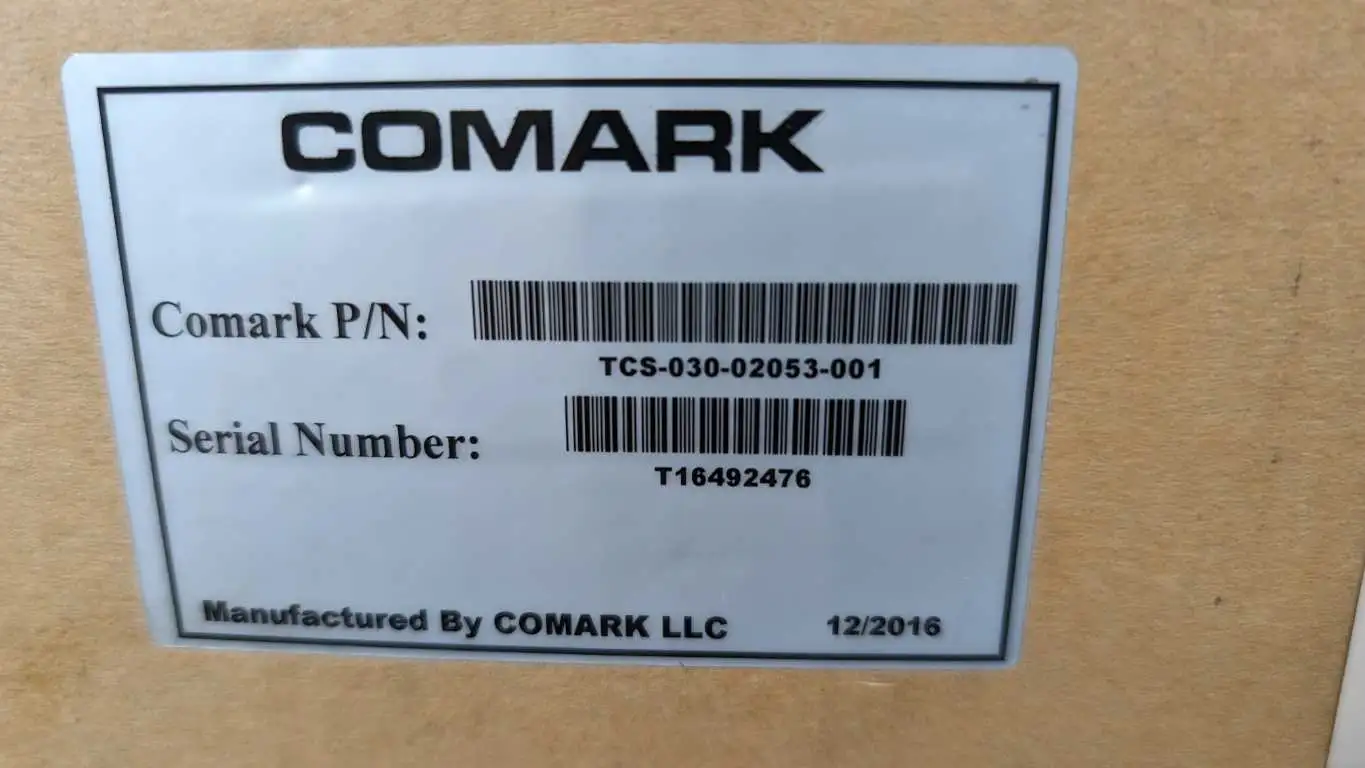 COMARK
Comark P/N:
TCS-030-02053-001
Serial Number:
T16492476
Manufactured By COMARK LLC 12/2016